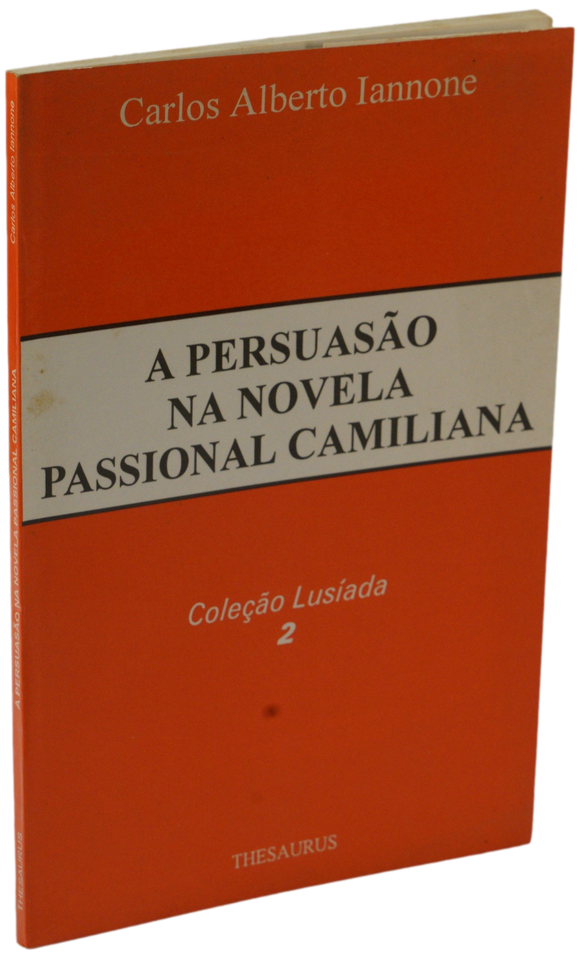 Carlos Alberto Iannone
A PERSUASÃO
NA NOVELA
PASSIONAL CAMILIANA
Coleção Lusíada
2
THESAURUS
Carlos Alberto Iannone
A PERSUASÃO NA NOVELA PASSIONAL CAMILIANA
THESAURUS